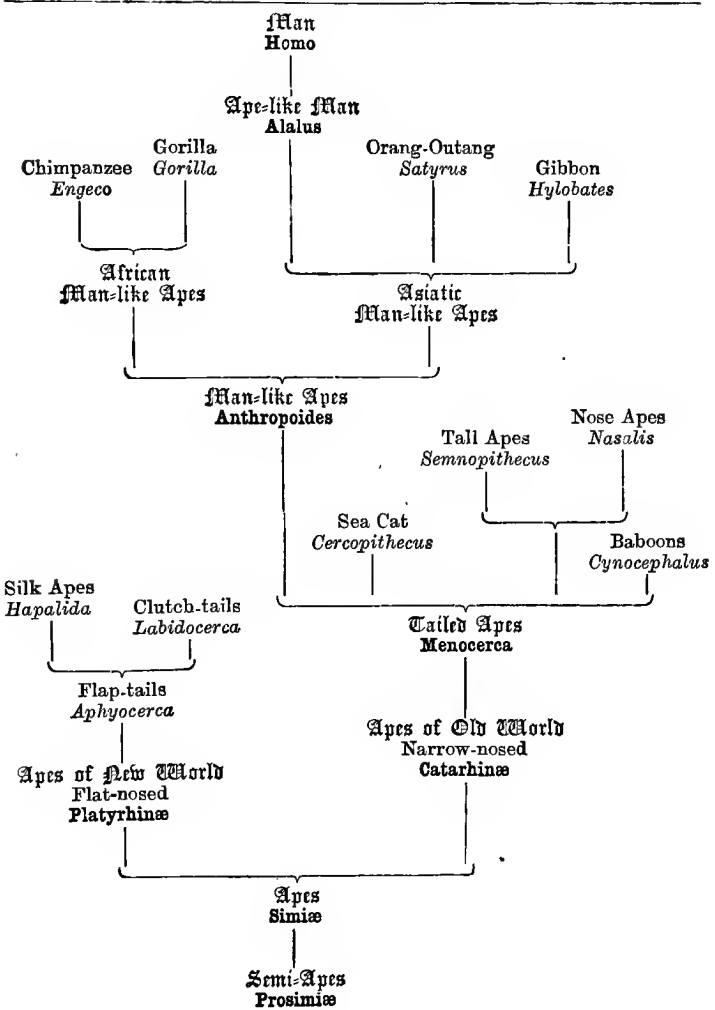 Man
Homo
Ape-like Man
Alalus
Gorilla
Gorilla
Chimpanzee
Engeco
Orang-Outang
Satyrus
Gibbon
Hylobates
African
Man-like Apes
Asiatic
Man-like Apes
Man-like Apes
Anthropoides
Nose Apes
Nasalis
Tall Apes
Semnopithecus
Sea Cat
Cercopithecus
Baboons
Cynocephalus
Silk Apes
Hapalida
Clutch-tails
Labidocerca
Tailed Apes
Menocerca
Flap-tails
Aphyocerca
Apes of Old World
Narrow-nosed
Catarhinæ
Apes of New World
Flat-nosed
Platyrhinæ
Apes
Simiæ
Semi-Apes
Prosimiæ